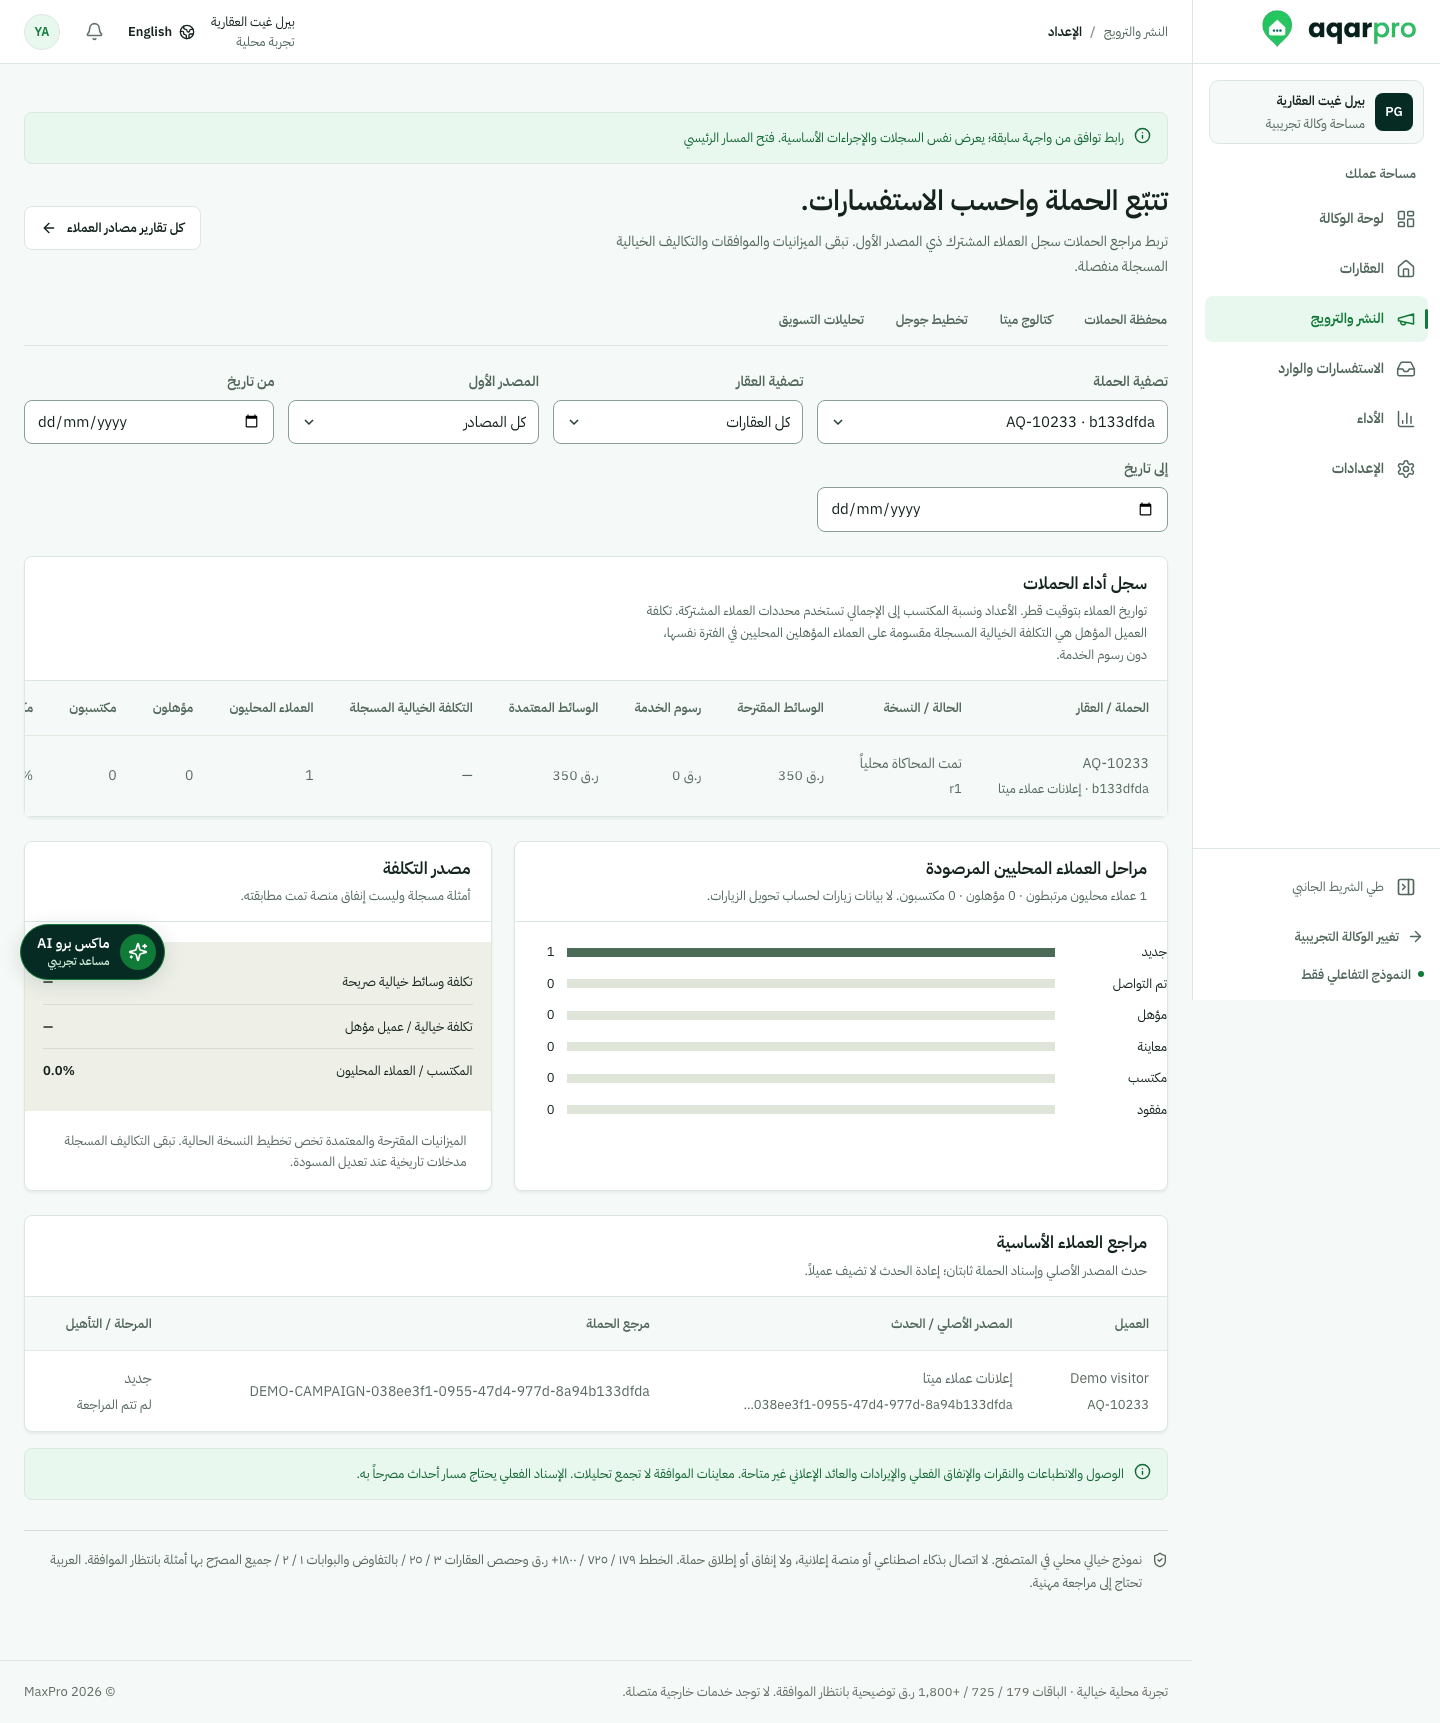 aqarpro
النشر والترويج / الإعداد
بيرل غيت العقارية
تجربة محلية
English
YA
PG
بيرل غيت العقارية
مساحة وكالة تجريبية
مساحة عملك
لوحة الوكالة
العقارات
النشر والترويج
الاستفسارات والوارد
الأداء
الإعدادات
طي الشريط الجانبي
تغيير الوكالة التجريبية
النموذج التفاعلي فقط
رابط توافق من واجهة سابقة؛ يعرض نفس السجلات والإجراءات الأساسية. فتح المسار الرئيسي
تتبّع الحملة واحسب الاستفسارات.
تربط مراجع الحملات سجل العملاء المشترك ذي المصدر الأول. تبقى الميزانيات والموافقات والتكاليف الخيالية
المسجلة منفصلة.
كل تقارير مصادر العملاء
محفظة الحملات
كتالوج ميتا
تخطيط جوجل
تحليلات التسويق
تصفية الحملة
تصفية العقار
المصدر الأول
من تاريخ
AQ-10233 · b133dfda
كل العقارات
كل المصادر
dd/mm/yyyy
إلى تاريخ
dd/mm/yyyy
سجل أداء الحملات
تواريخ العملاء بتوقيت قطر. الأعداد ونسبة المكتسب إلى الإجمالي تستخدم محددات العملاء المشتركة. تكلفة
العميل المؤهل هي التكلفة الخيالية المسجلة مقسومة على العملاء المؤهلين المحليين في الفترة نفسها،
دون رسوم الخدمة.
الحملة / العقار
الحالة / النسخة
الوسائط المقترحة
رسوم الخدمة
الوسائط المعتمدة
التكلفة الخيالية المسجلة
العملاء المحليون
مؤهلون
مكتسبون
AQ-10233
b133dfda · إعلانات عملاء ميتا
تمت المحاكاة محلياً
r1
ر.ق 350
ر.ق 0
ر.ق 350
—
1
0
0
%
مراحل العملاء المحليين المرصودة
1 عملاء محليون مرتبطون · 0 مؤهلون · 0 مكتسبون. لا بيانات زيارات لحساب تحويل الزيارات.
جديد 1
تم التواصل 0
مؤهل 0
معاينة 0
مكتسب 0
مفقود 0
مصدر التكلفة
أمثلة مسجلة وليست إنفاق منصة تمت مطابقته.
تكلفة وسائط خيالية صريحة —
تكلفة خيالية / عميل مؤهل —
المكتسب / العملاء المحليون 0.0%
الميزانيات المقترحة والمعتمدة تخص تخطيط النسخة الحالية. تبقى التكاليف المسجلة
مدخلات تاريخية عند تعديل المسودة.
ماكس برو AI
مساعد تجريبي
مراجع العملاء الأساسية
حدث المصدر الأصلي وإسناد الحملة ثابتان؛ إعادة الحدث لا تضيف عميلاً.
العميل
المصدر الأصلي / الحدث
مرجع الحملة
المرحلة / التأهيل
Demo visitor
AQ-10233
إعلانات عملاء ميتا
038ee3f1-0955-47d4-977d-8a94b133dfda…
DEMO-CAMPAIGN-038ee3f1-0955-47d4-977d-8a94b133dfda
جديد
لم تتم المراجعة
الوصول والانطباعات والنقرات والإنفاق الفعلي والإيرادات والعائد الإعلاني غير متاحة. معاينات الموافقة لا تجمع تحليلات. الإسناد الفعلي يحتاج مسار أحداث مصرحاً به.
نموذج خيالي محلي في المتصفح. لا اتصال بذكاء اصطناعي أو منصة إعلانية، ولا إنفاق أو إطلاق حملة. الخطط ١٧٩ / ٧٢٥ / ١٨٠٠+ ر.ق وحصص العقارات ٣ / ٢٥ / بالتفاوض والبوابات ١ / ٢ / جميع المصرّح بها أمثلة بانتظار الموافقة. العربية
تحتاج إلى مراجعة مهنية.
تجربة محلية خيالية · الباقات 179 / 725 / +1,800 ر.ق توضيحية بانتظار الموافقة. لا توجد خدمات خارجية متصلة.
© 2026 MaxPro